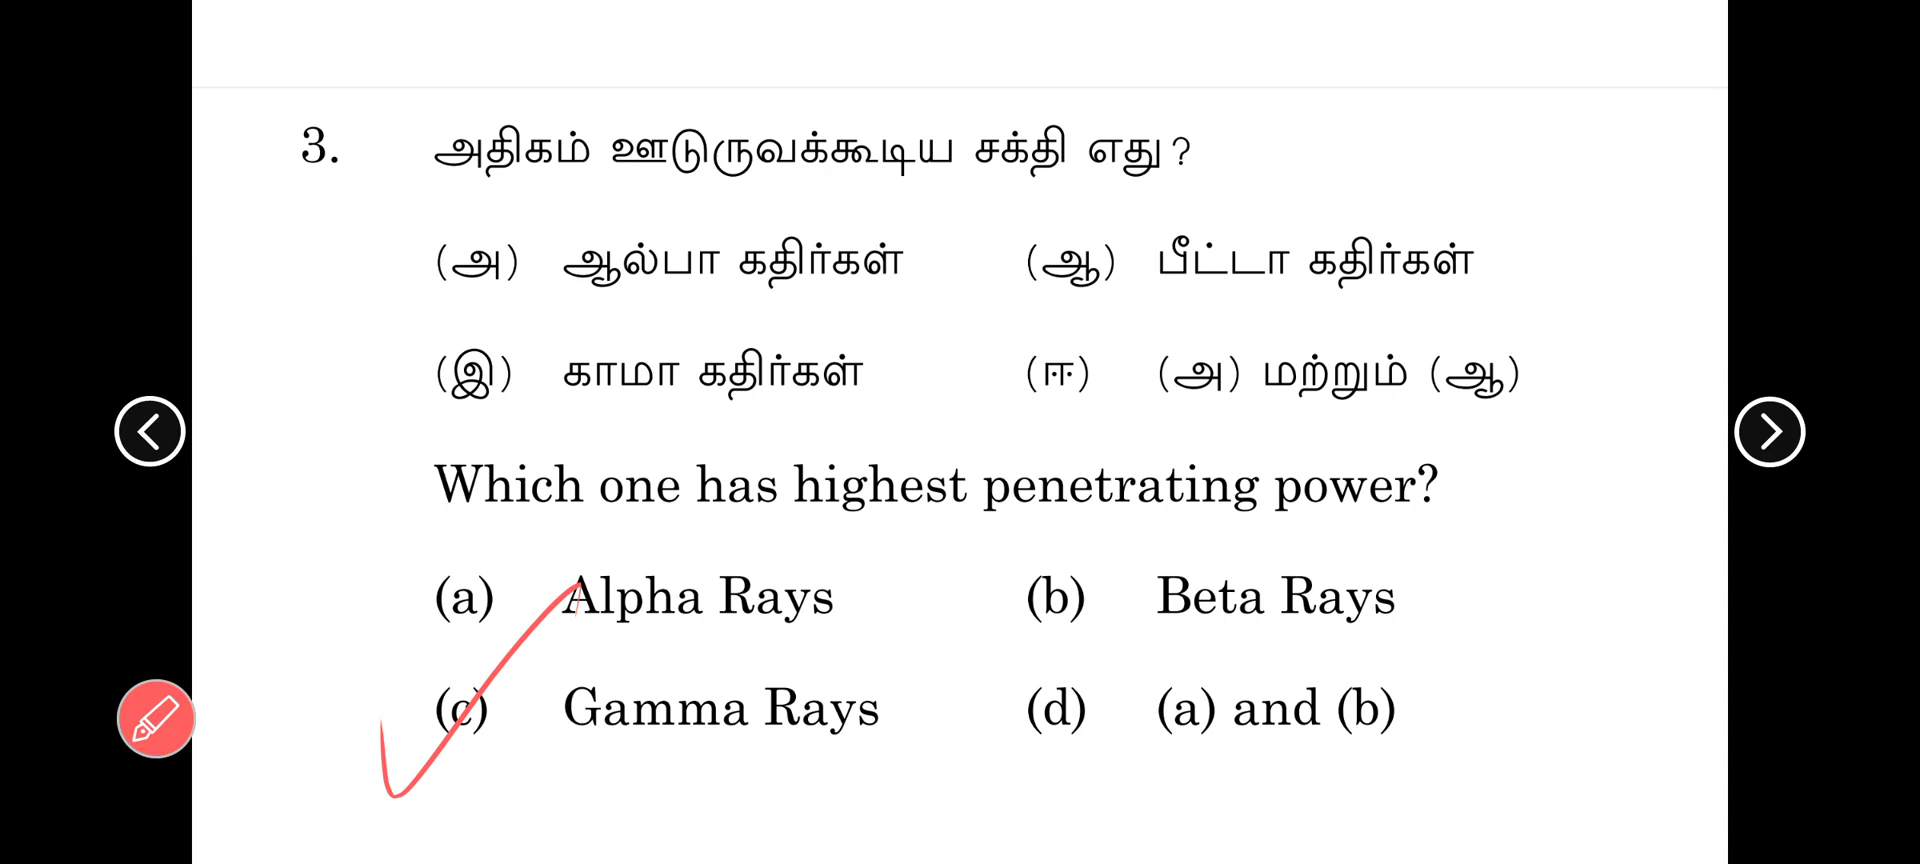 3. அதிகம் ஊடுருவக்கூடிய சக்தி எது?
(அ) ஆல்பா கதிர்கள் (ஆ) பீட்டா கதிர்கள்
(இ) காமா கதிர்கள் (ஈ) (அ) மற்றும் (ஆ)
Which one has highest penetrating power?
(a) Alpha Rays (b) Beta Rays
(c) Gamma Rays (d) (a) and (b)